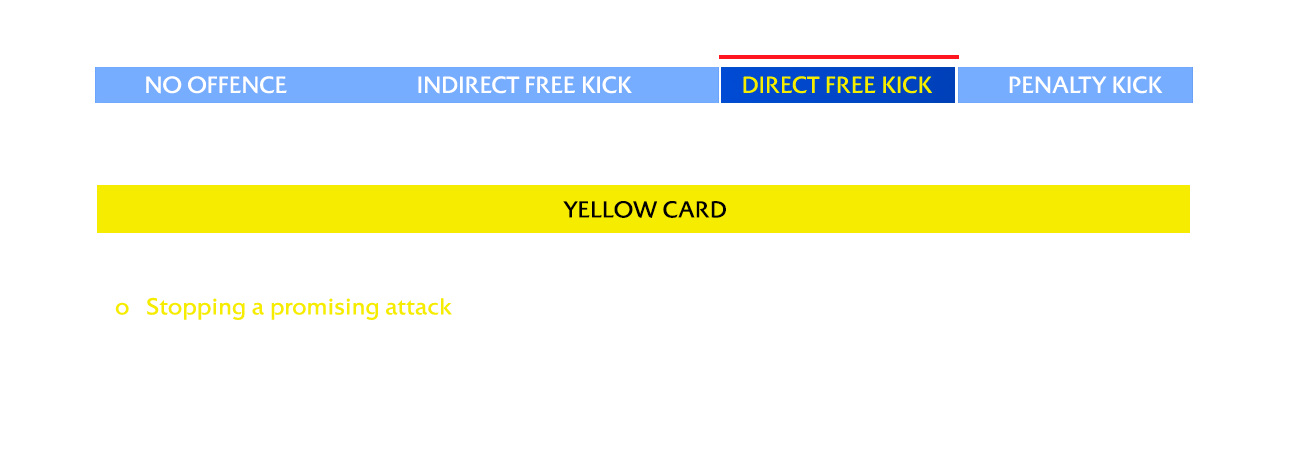 NO OFFENCE INDIRECT FREE KICK DIRECT FREE KICK PENALTY KICK
YELLOW CARD
o Stopping a promising attack